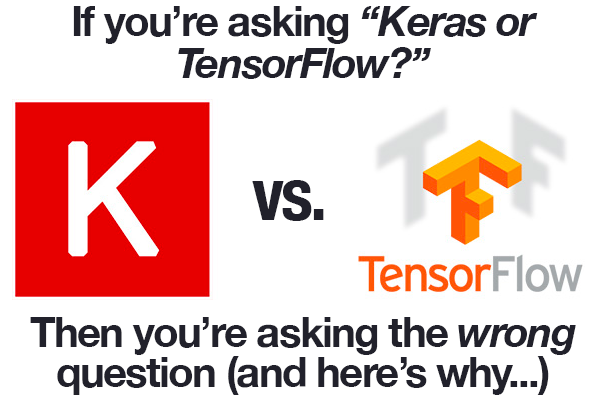 If you’re asking “Keras or
TensorFlow?”
K
vs.
TF
TensorFlow
Then you’re asking the wrong
question (and here’s why...)